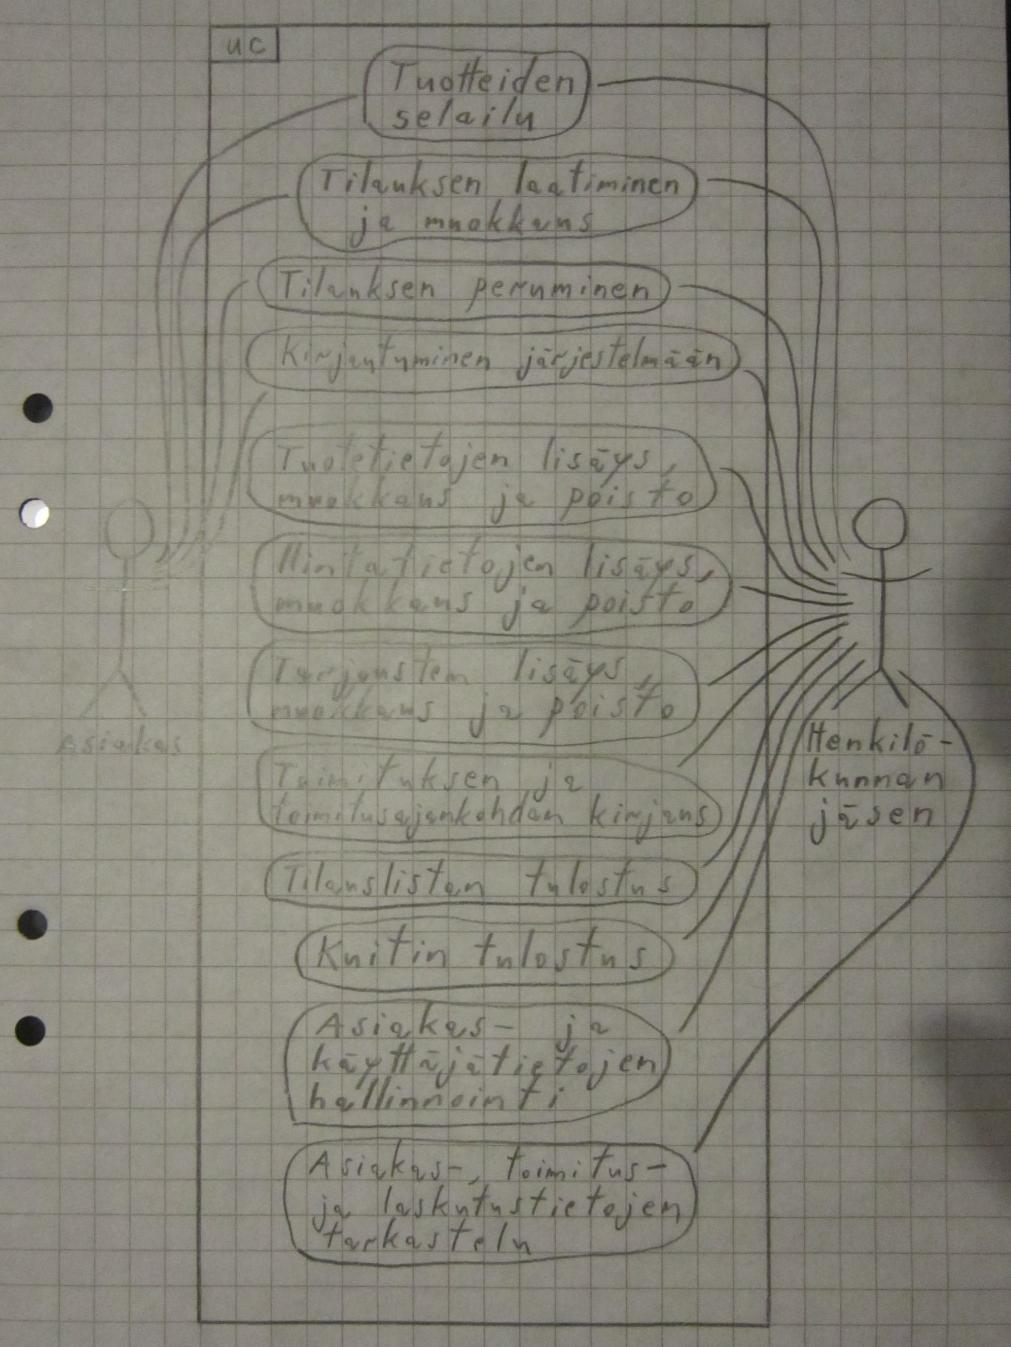 uc
Tuotteiden
selailu
Tilauksen laatiminen
ja muokkaus
Tilauksen peruminen
Kirjautuminen järjestelmään
Tuotetietojen lisäys,
muokkaus ja poisto
Hintatietojen lisäys,
muokkaus ja poisto
Tarjousten lisäys,
muokkaus ja poisto
Asiakas
Henkilö-
kunnan
jäsen
Toimituksen ja
toimitusajankohdan kirjaus
Tilauslistan tulostus
Kuitin tulostus
Asiakas- ja
käyttäjätietojen
hallinnointi
Asiakas-, toimitus-
ja laskutustietojen
tarkastelu